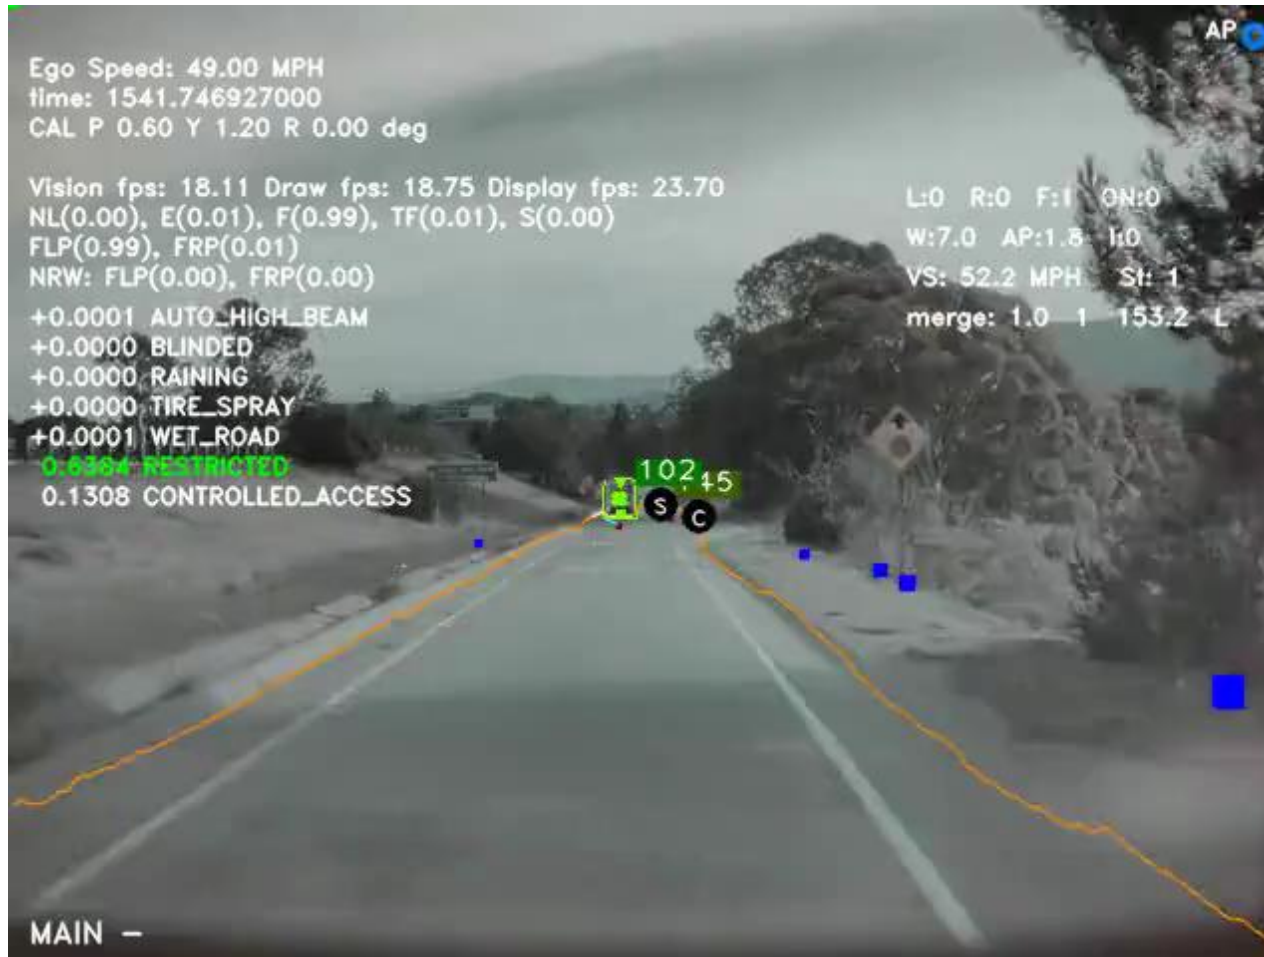 AP
Ego Speed: 49.00 MPH
time: 1541.746927000
CAL P 0.60 Y 1.20 R 0.00 deg
Vision fps: 18.11 Draw fps: 18.75 Display fps: 23.70
NL(0.00), E(0.01), F(0.99), TF(0.01), S(0.00)
FLP(0.99), FRP(0.01)
NRW: FLP(0.00), FRP(0.00)
+0.0001 AUTO_HIGH_BEAM
+0.0000 BLINDED
+0.0000 RAINING
+0.0000 TIRE_SPRAY
+0.0001 WET_ROAD
RESTRICTED
0.1308 CONTROLLED_ACCESS
L:0 R:0 F:1 ON:0
W:7.0 AP:1.8 I:0
VS: 52.2 MPH St: 1
merge: 1.0 1 153.2 L
102
S
C
MAIN -